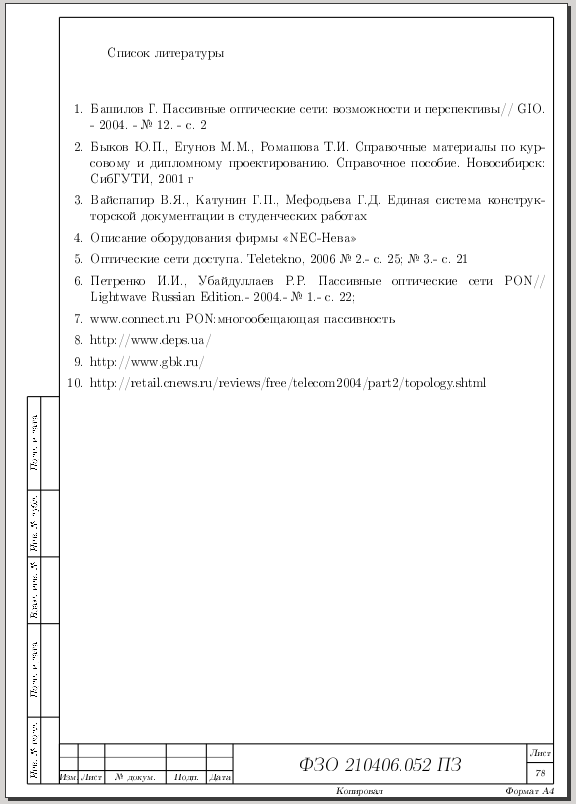 Список литературы
1. Башилов Г. Пассивные оптические сети: возможности и перспективы// GIO.
- 2004. - № 12. - с. 2
2. Быков Ю.П., Егунов М.М., Ромашова Т.И. Справочные материалы по кур-
совому и дипломному проектированию. Справочное пособие. Новосибирск:
СибГУТИ, 2001 г
3. Вайспапир В.Я., Катунин Г.П., Мефодьева Г.Д. Единая система конструк-
торской документации в студенческих работах
4. Описание оборудования фирмы «NEC-Нева»
5. Оптические сети доступа. Teletekno, 2006 № 2.- с. 25; № 3.- с. 21
6. Петренко И.И., Убайдуллаев Р.Р. Пассивные оптические сети PON//
Lightwave Russian Edition.- 2004.- № 1.- с. 22;
7. www.connect.ru PON:многообещающая пассивность
8. http://www.deps.ua/
9. http://www.gbk.ru/
10. http://retail.cnews.ru/reviews/free/telecom2004/part2/topology.shtml
Подп. и дата
Инв. № дубл.
Взам. инв. №
Подп. и дата
Инв. № подл.
Изм. Лист № докум. Подп. Дата
ФЗО 210406.052 ПЗ
Лист
78
Копировал
Формат А4